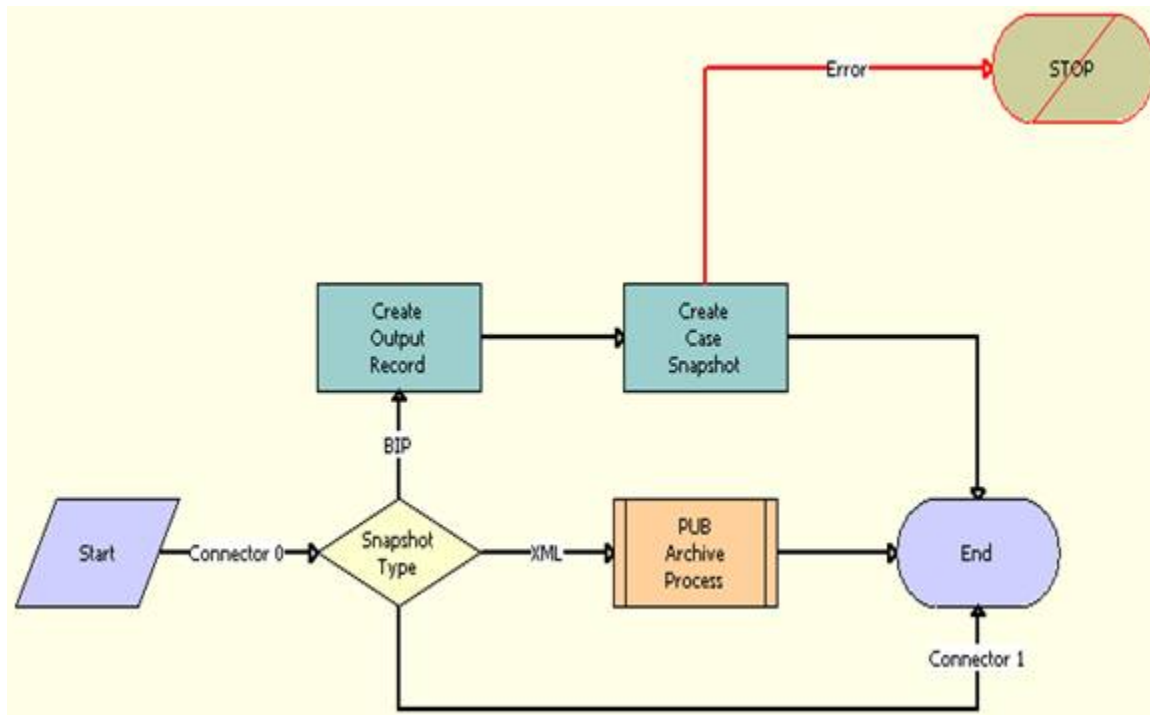 Error
STOP
Create
Output
Record
Create
Case
Snapshot
BIP
Start
Connector 0
Snapshot
Type
XML
PUB
Archive
Process
End
Connector 1